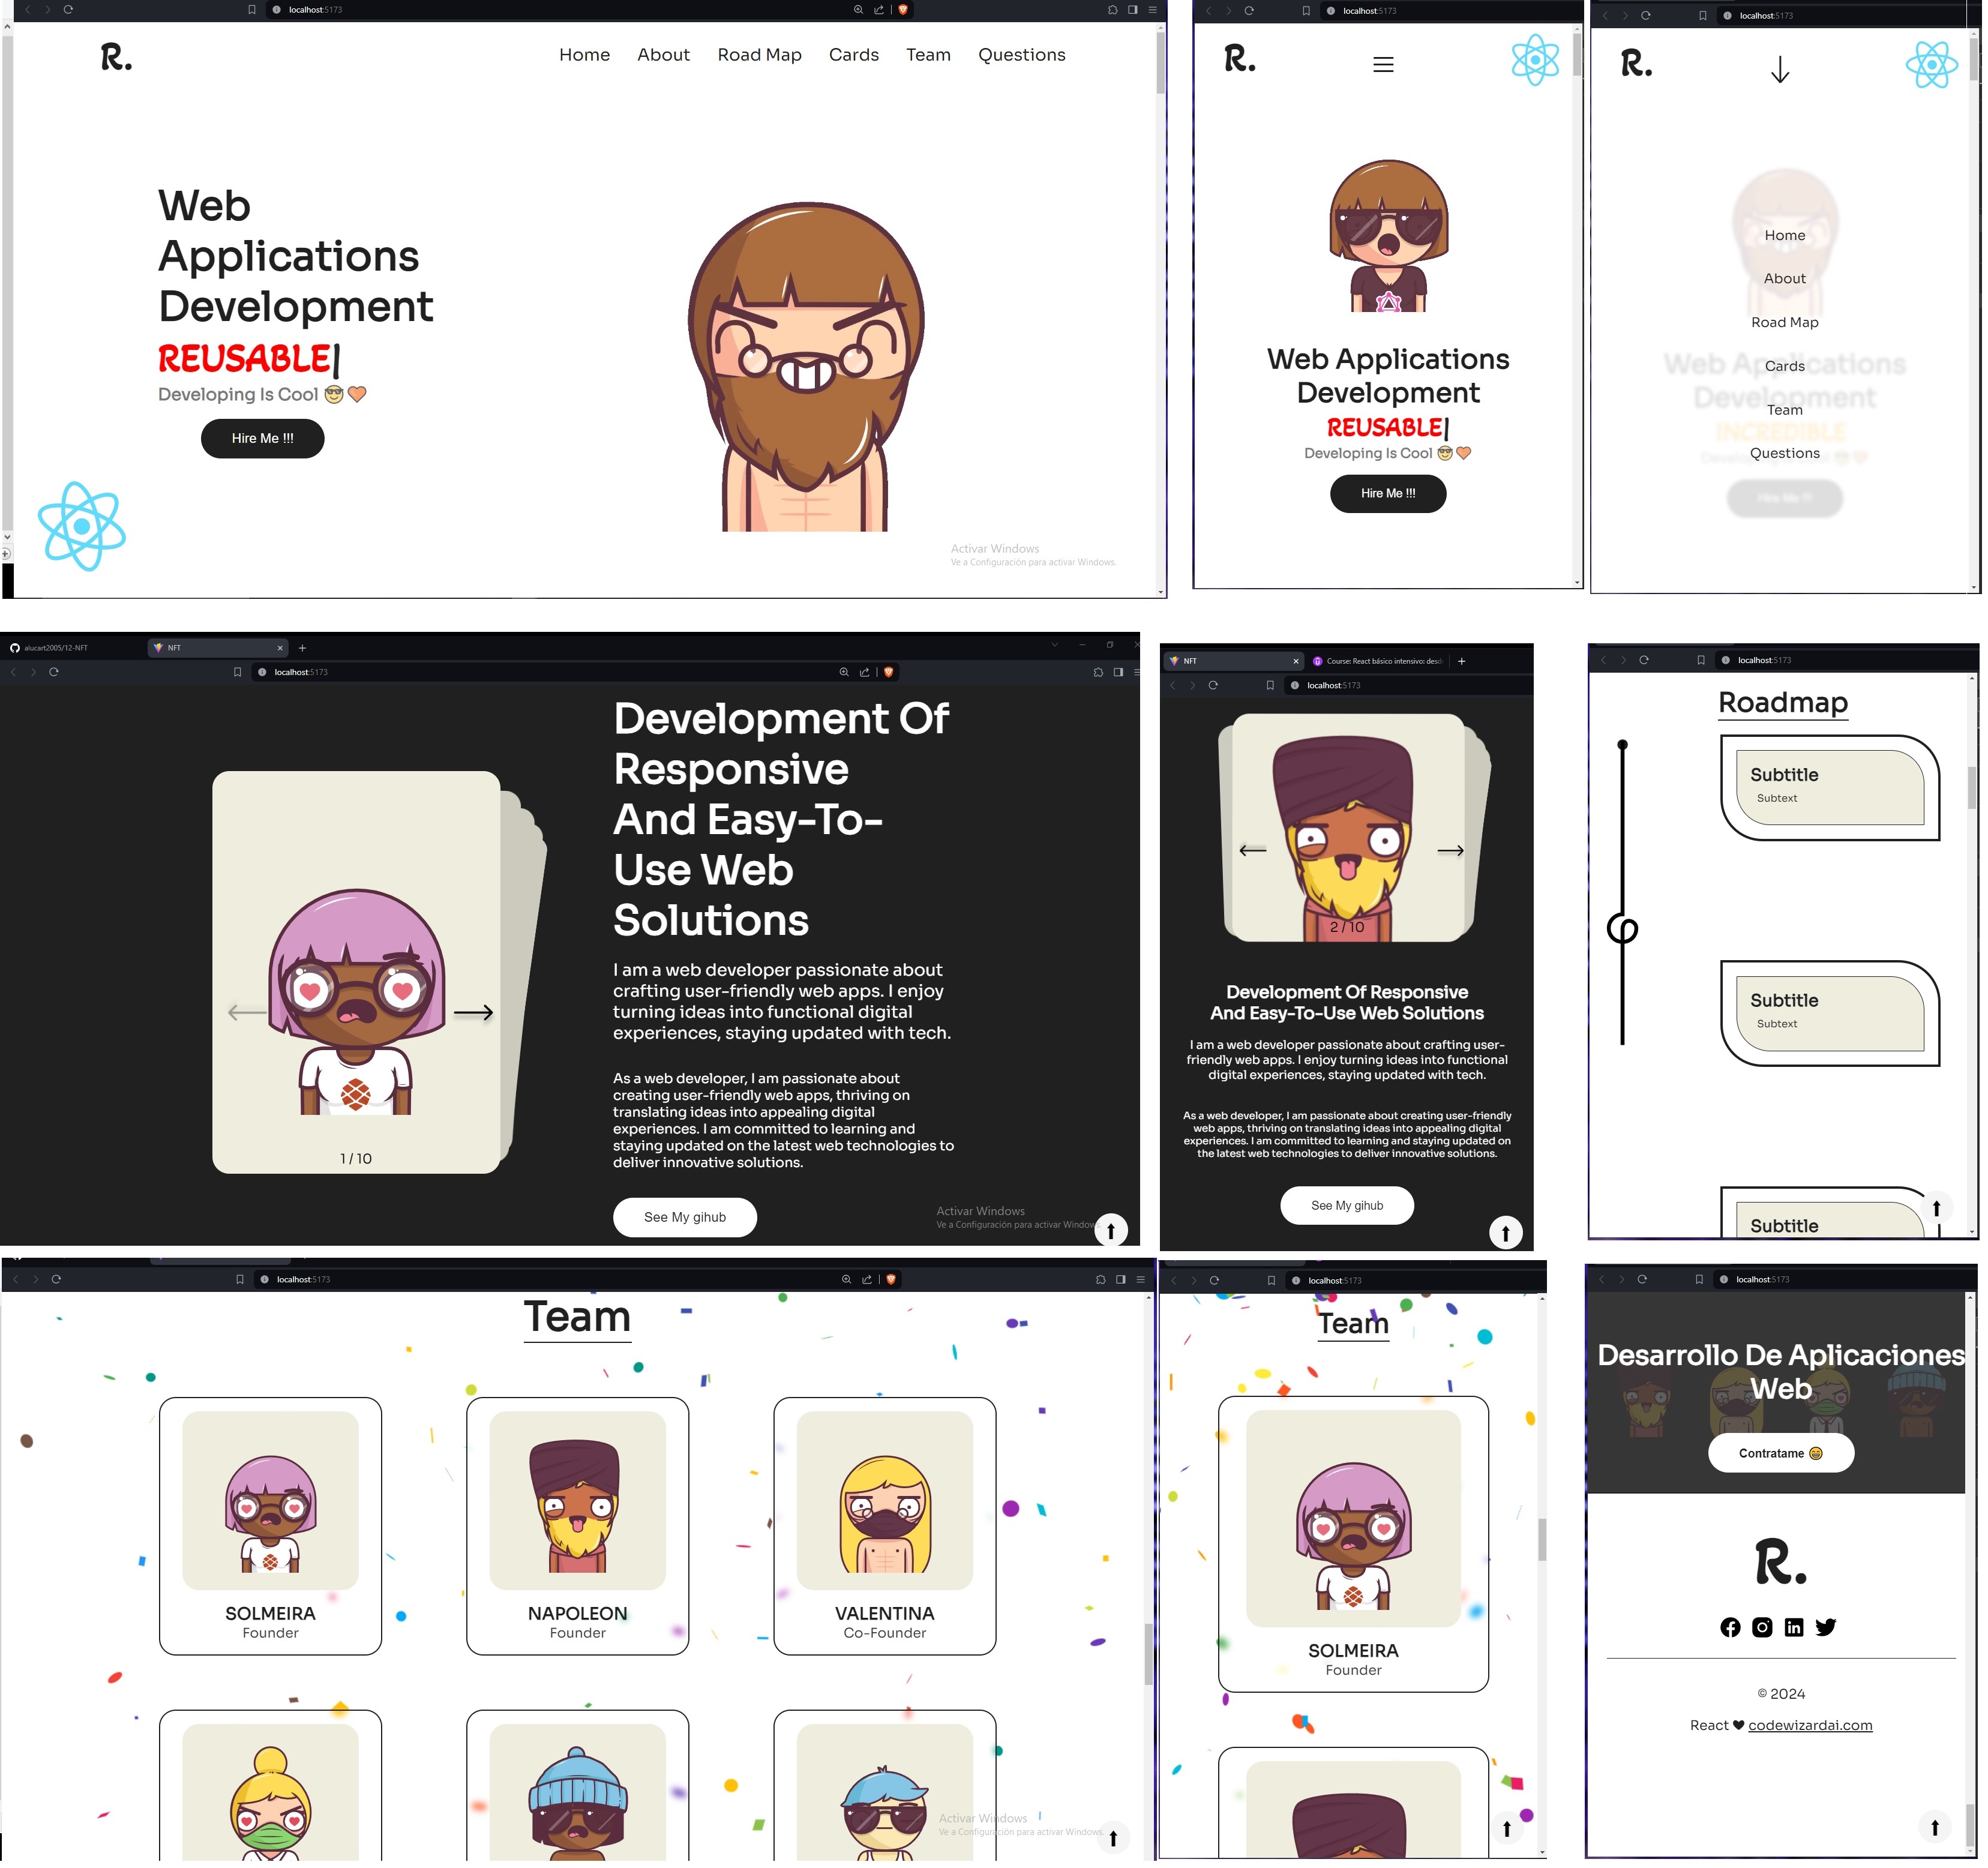 localhost:5173
R.
Home About Road Map Cards Team Questions
Web
Applications
Development
REUSABLE|
Developing Is Cool 😎🧡
Hire Me !!!
Activar Windows
Ve a Configuración para activar Windows.
localhost:5173
R.
Web Applications
Development
REUSABLE|
Developing Is Cool 😎🧡
Hire Me !!!
localhost:5173
R.
Home
About
Road Map
Web Applications
Cards
Development
Team
INCREDIBLE
Questions
Hire Me !!!
alucart2005/12-NFT
NFT
localhost:5173
Development Of
Responsive
And Easy-To-
Use Web
Solutions
I am a web developer passionate about
crafting user-friendly web apps. I enjoy
turning ideas into functional digital
experiences, staying updated with tech.
As a web developer, I am passionate about
creating user-friendly web apps, thriving on
translating ideas into appealing digital
experiences. I am committed to learning and
staying updated on the latest web technologies to
deliver innovative solutions.
See My gihub
1 / 10
Activar Windows
Ve a Configuración para activar Windows.
NFT
Course: React básico intensivo: desd
localhost:5173
2 / 10
Development Of Responsive
And Easy-To-Use Web Solutions
I am a web developer passionate about crafting user-
friendly web apps. I enjoy turning ideas into functional
digital experiences, staying updated with tech.
As a web developer, I am passionate about creating user-friendly
web apps, thriving on translating ideas into appealing digital
experiences. I am committed to learning and staying updated on
the latest web technologies to deliver innovative solutions.
See My gihub
localhost:5173
Roadmap
Subtitle
Subtext
Subtitle
Subtext
Subtitle
localhost:5173
Team
SOLMEIRA
Founder
NAPOLEON
Founder
VALENTINA
Co-Founder
Activar Windows
Ve a Configuración para activar Windows.
localhost:5173
Team
SOLMEIRA
Founder
localhost:5173
Desarrollo De Aplicaciones
Web
Contratame 😁
R.
© 2024
React ♥ codewizardai.com